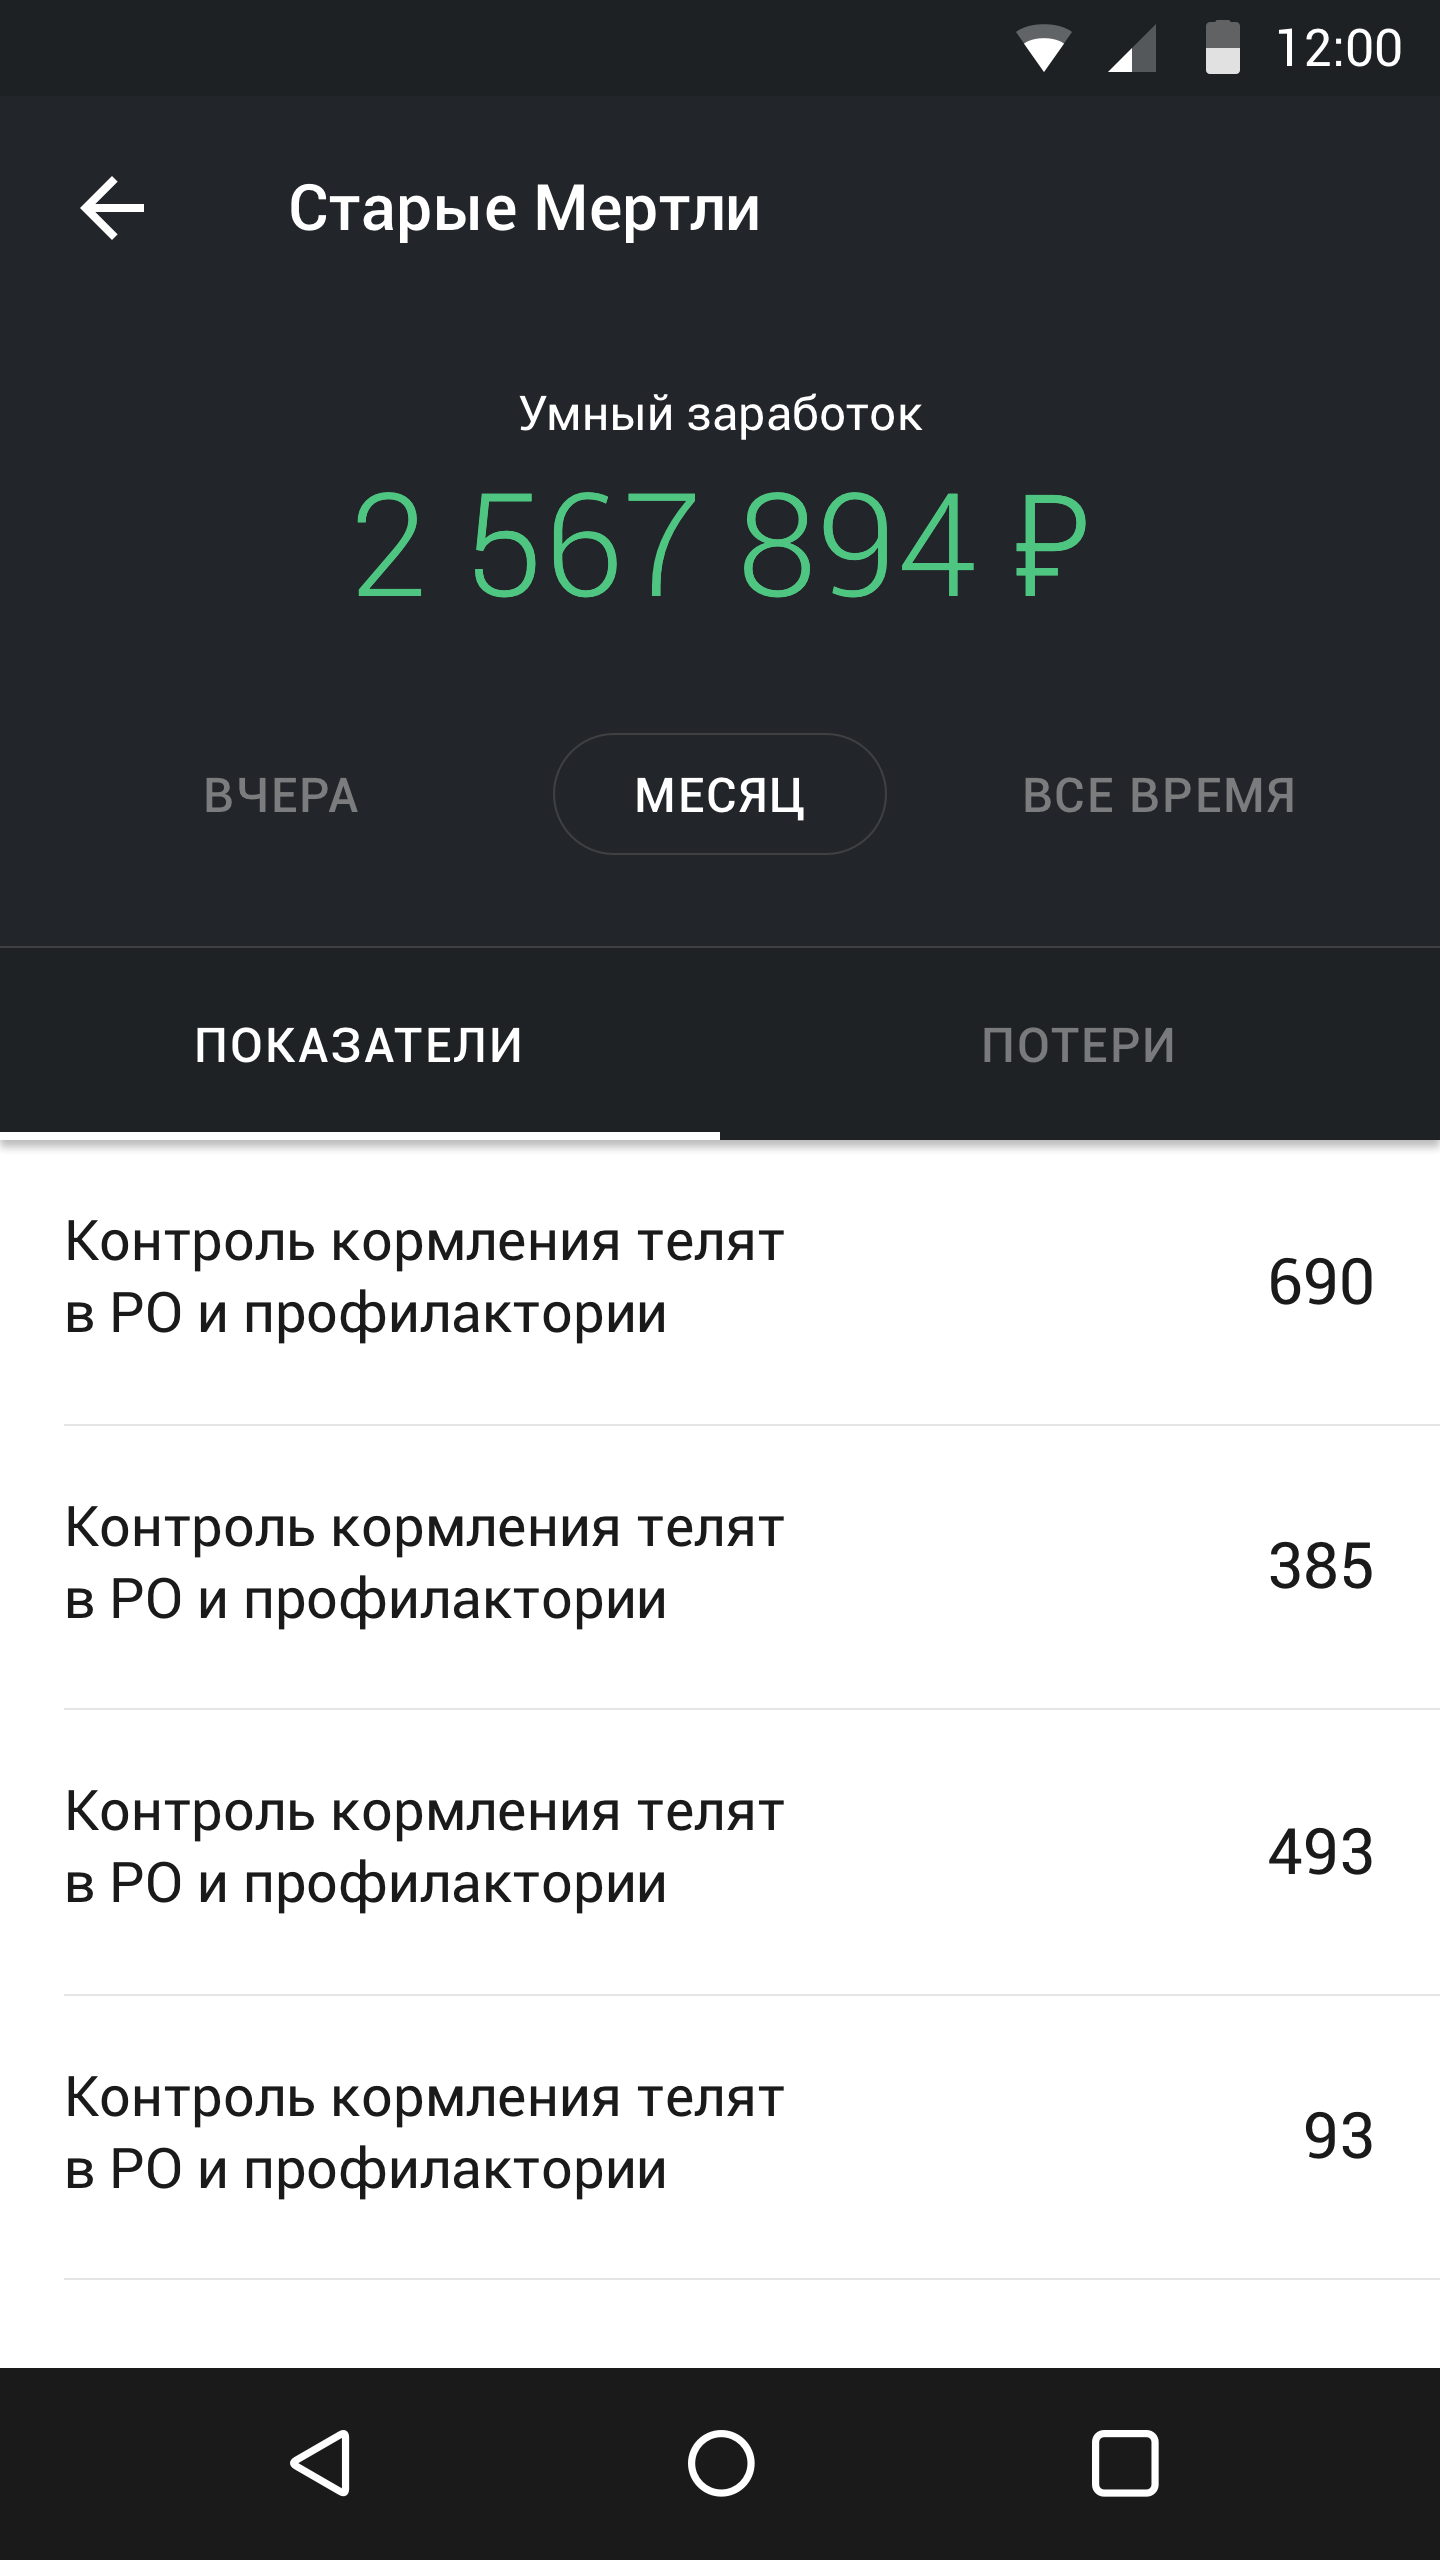 12:00
Старые Мертли
Умный заработок
2 567 894 ₽
ВЧЕРА
МЕСЯЦ
ВСЕ ВРЕМЯ
ПОКАЗАТЕЛИ
ПОТЕРИ
Контроль кормления телят
в РО и профилактории
690
Контроль кормления телят
в РО и профилактории
385
Контроль кормления телят
в РО и профилактории
493
Контроль кормления телят
в РО и профилактории
93